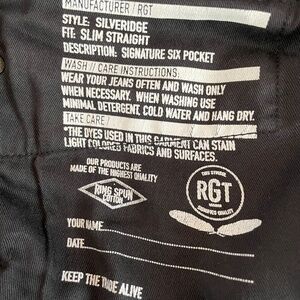 MANUFACTURER / RGT
STYLE: SILVERIDGE
FIT: SLIM STRAIGHT
DESCRIPTION: SIGNATURE SIX POCKET
WASH // CARE INSTRUCTIONS:
WEAR YOUR JEANS OFTEN AND WASH ONLY
WHEN NECESSARY. WHEN WASHING USE
MINIMAL DETERGENT, COLD WATER AND HANG DRY.
TAKE CARE /
*THE DYES USED IN THIS GARMENT CAN STAIN
LIGHT COLORED FABRICS AND SURFACES.
OUR PRODUCTS ARE
MADE OF THE HIGHEST QUALITY
RING SPUN
COTTON
RGT
YOUR NAME
DATE
KEEP THE TRADE ALIVE